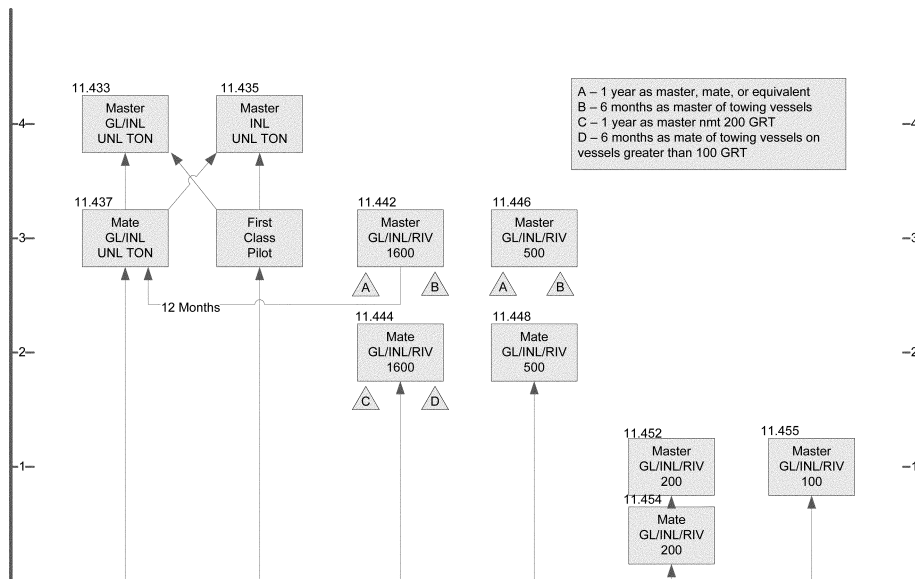 11.433
Master
GL/INL
UNL TON
11.435
Master
INL
UNL TON
A – 1 year as master, mate, or equivalent
B – 6 months as master of towing vessels
C – 1 year as master nmt 200 GRT
D – 6 months as mate of towing vessels on
vessels greater than 100 GRT
–4–
–4
11.437
Mate
GL/INL
UNL TON
First
Class
Pilot
11.442
Master
GL/INL/RIV
1600
11.446
Master
GL/INL/RIV
500
–3–
–3
A
B
A
B
12 Months
11.444
Mate
GL/INL/RIV
1600
11.448
Mate
GL/INL/RIV
500
–2–
–2
C
D
11.452
Master
GL/INL/RIV
200
11.455
Master
GL/INL/RIV
100
–1–
–1
11.454
Mate
GL/INL/RIV
200